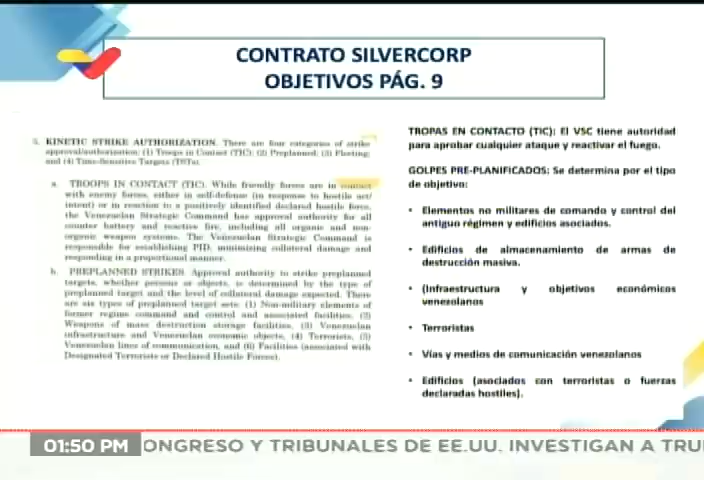 CONTRATO SILVERCORP
OBJETIVOS PÁG. 9
5. KINETIC STRIKE AUTHORIZATION. There are four categories of strike
approval/authorization: (1) Troops in Contact (TIC); (2) Preplanned; (3) Fleeting;
and (4) Time-Sensitive Targets (TSTs).
a. TROOPS IN CONTACT (TIC). While friendly forces are in contact
with enemy forces, either in self-defense (in response to hostile act/
intent) or in reaction to a positively identified declared hostile force,
the Venezuelan Strategic Command has approval authority for all
counter battery and reactive fire, including all organic and non-
organic weapon systems. The Venezuelan Strategic Command is
responsible for establishing PID, minimizing collateral damage and
responding in a proportional manner.
b. PREPLANNED STRIKES. Approval authority to strike preplanned
targets, whether persons or objects, is determined by the type of
preplanned target and the level of collateral damage expected. There
are six types of preplanned target sets: (1) Non-military elements of
former regime command and control and associated facilities, (2)
Weapons of mass destruction storage facilities, (3) Venezuelan
infrastructure and Venezuelan economic objects, (4) Terrorists, (5)
Venezuelan lines of communication, and (6) Facilities (associated with
Designated Terrorists or Declared Hostile Forces).
TROPAS EN CONTACTO (TIC): El VSC tiene autoridad
para aprobar cualquier ataque y reactivar el fuego.
GOLPES PRE-PLANIFICADOS: Se determina por el tipo
de objetivo:
• Elementos no militares de comando y control del
antiguo régimen y edificios asociados.
• Edificios de almacenamiento de armas de
destrucción masiva.
• (Infraestructura y objetivos económicos
venezolanos
• Terroristas
• Vías y medios de comunicación venezolanos
• Edificios (asociados con terroristas o fuerzas
declaradas hostiles).
01:50 PM ONGRESO Y TRIBUNALES DE EE.UU. INVESTIGAN A TRU